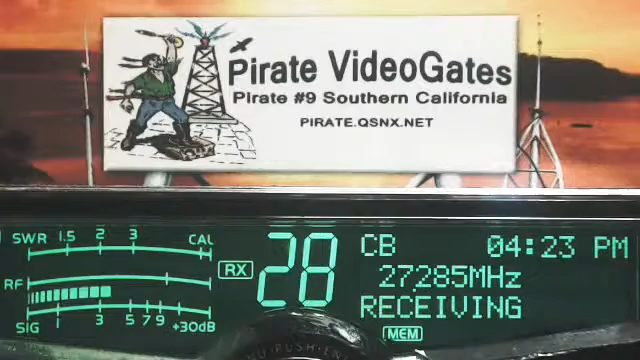 Pirate VideoGates
Pirate #9 Southern California
PIRATE.QSNX.NET
SWR 1.5 2 3 CAL
RF
SIG 1 3 5 7 9 +30dB
RX
28
CB 04:23 PM
27285MHz
RECEIVING
MEM
PUSH